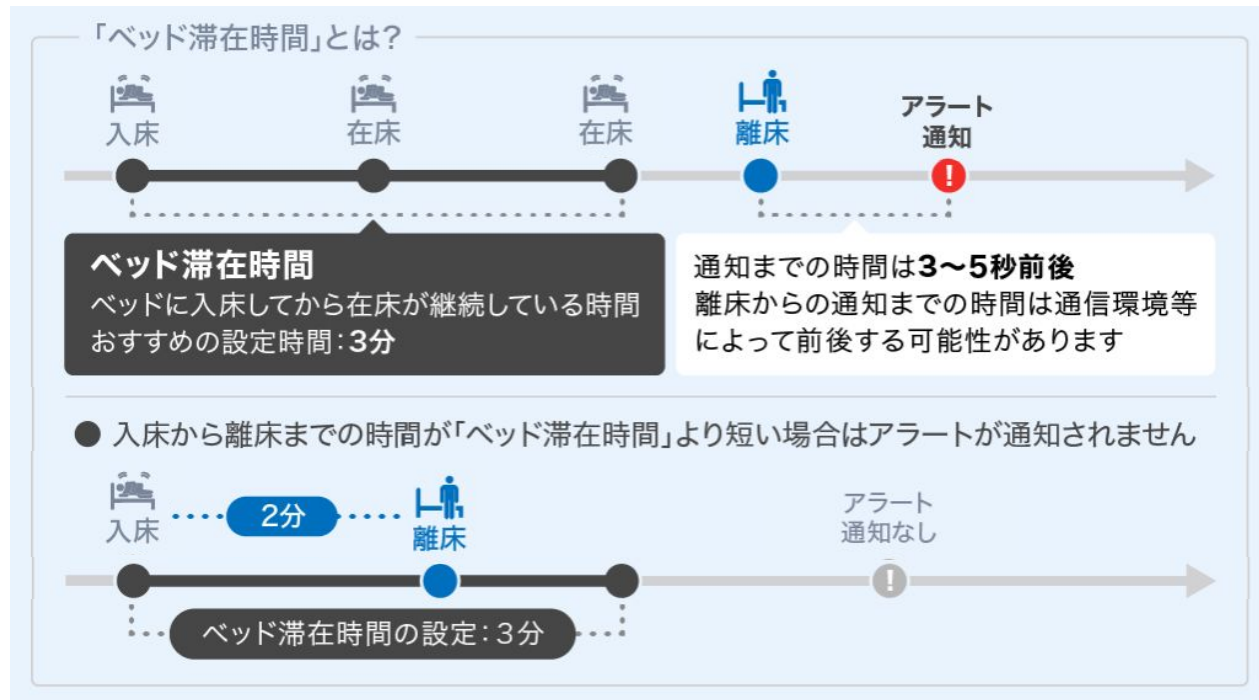 「ベッド滞在時間」とは?
入床
在床
在床
離床
アラート
通知
ベッド滞在時間
ベッドに入床してから在床が継続している時間
おすすめの設定時間:3分
通知までの時間は3〜5秒前後
離床からの通知までの時間は通信環境等
によって前後する可能性があります
● 入床から離床までの時間が「ベッド滞在時間」より短い場合はアラートが通知されません
入床
2分
離床
アラート
通知なし
ベッド滞在時間の設定:3分